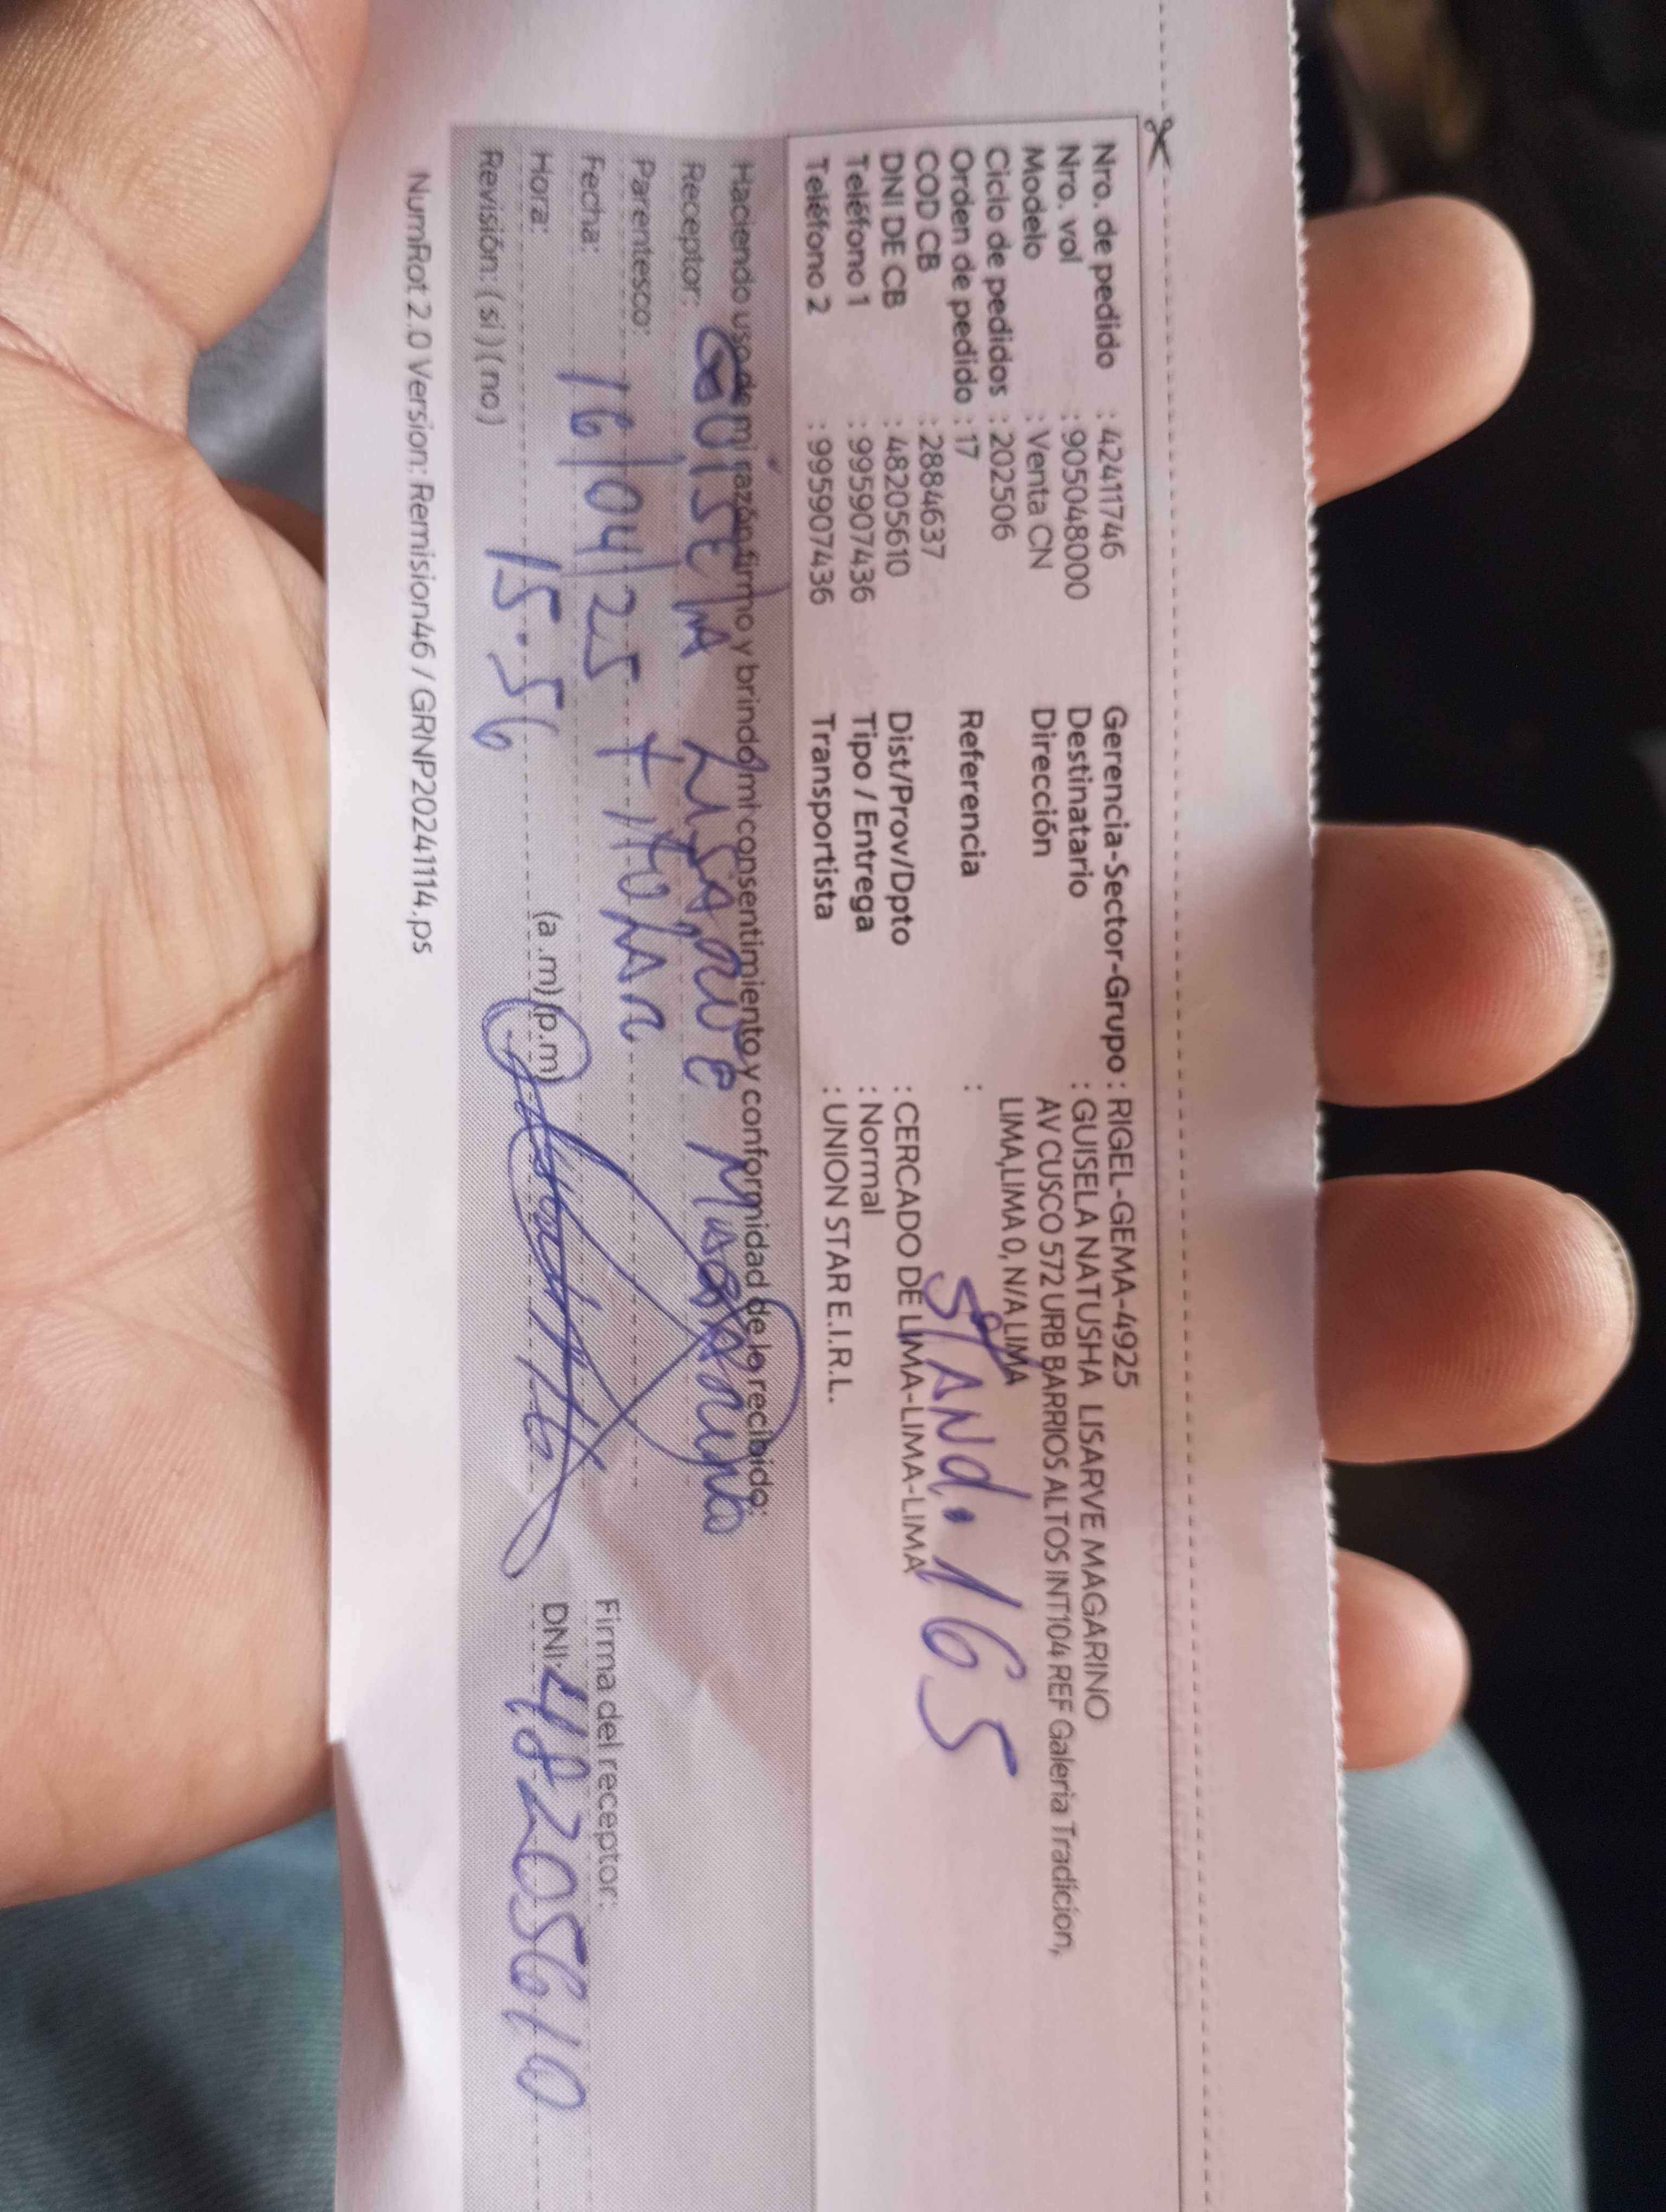 Nro. de pedido : 42411746 Gerencia-Sector-Grupo : RIGEL-GEMA-4925
Nro. vol : 905048000 Destinatario : GUISELA NATUSHA LISARVE MAGARINO
Modelo : Venta CN Dirección AV CUSCO 572 URB BARRIOS ALTOS INT104 REF Galeria Tradicion,
Ciclo de pedidos : 202506 LIMA,LIMA 0, N/A LIMA
Orden de pedido : 17 Referencia : STAND. 165
COD CB : 2884637
DNI DE CB : 48205610 Dist/Prov/Dpto : CERCADO DE LIMA-LIMA-LIMA
Teléfono 1 : 995907436 Tipo / Entrega : Normal
Teléfono 2 : 995907436 Transportista : UNION STAR E.I.R.L.
Haciendo uso de mi razón firmo y brindo mi consentimiento y conformidad de lo recibido:
Receptor: GUISELA LISARVE MAGARIÑO
Parentesco: TITULAR
Fecha: 16/04/25 Firma del receptor:
Hora: 15.56 (a .m) (p.m) DNI: 48205610
Revisión: (si) (no)
NumRot 2.0 Version: Remision46 / GRNP20241114.ps